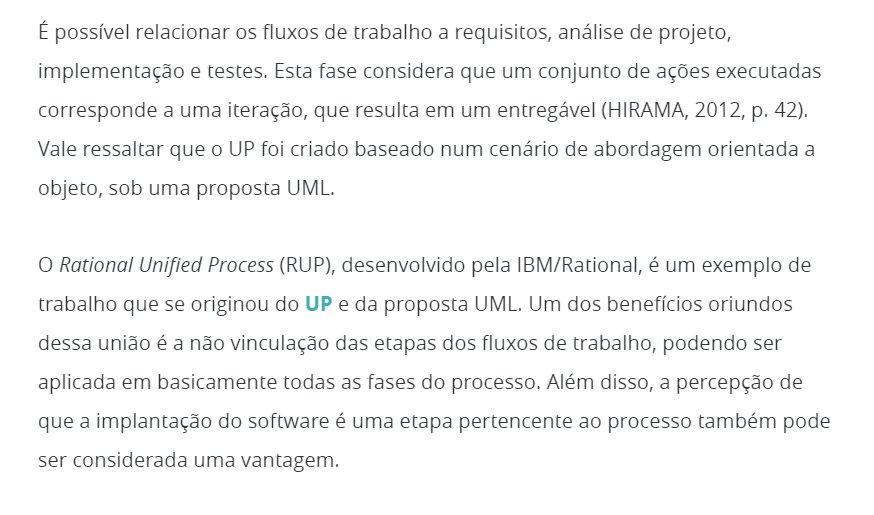 É possível relacionar os fluxos de trabalho a requisitos, análise de projeto,
implementação e testes. Esta fase considera que um conjunto de ações executadas
corresponde a uma iteração, que resulta em um entregável (HIRAMA, 2012, p. 42).
Vale ressaltar que o UP foi criado baseado num cenário de abordagem orientada a
objeto, sob uma proposta UML.
O Rational Unified Process (RUP), desenvolvido pela IBM/Rational, é um exemplo de
trabalho que se originou do UP e da proposta UML. Um dos benefícios oriundos
dessa união é a não vinculação das etapas dos fluxos de trabalho, podendo ser
aplicada em basicamente todas as fases do processo. Além disso, a percepção de
que a implantação do software é uma etapa pertencente ao processo também pode
ser considerada uma vantagem.